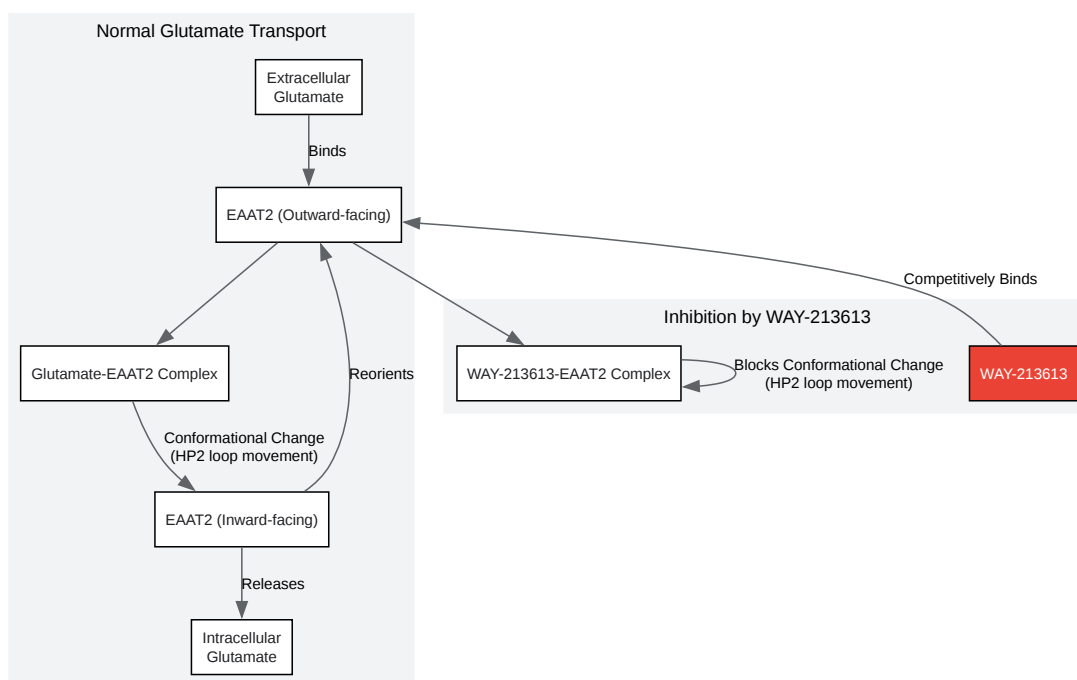 Normal Glutamate Transport
Extracellular
Glutamate
Binds
EAAT2 (Outward-facing)
Competitively Binds
Inhibition by WAY-213613
Glutamate-EAAT2 Complex
Reorients
WAY-213613-EAAT2 Complex
Blocks Conformational Change
(HP2 loop movement)
WAY-213613
Conformational Change
(HP2 loop movement)
EAAT2 (Inward-facing)
Releases
Intracellular
Glutamate